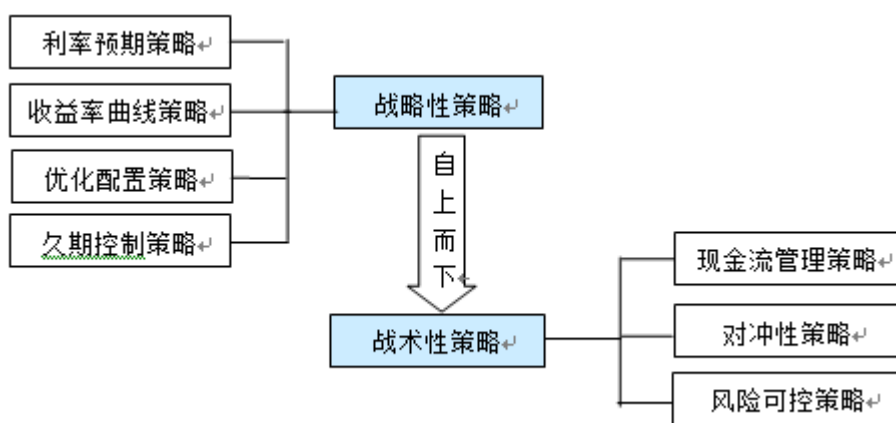 利率预期策略
收益率曲线策略
优化配置策略
久期控制策略
战略性策略
自上而下
战术性策略
现金流管理策略
对冲性策略
风险可控策略